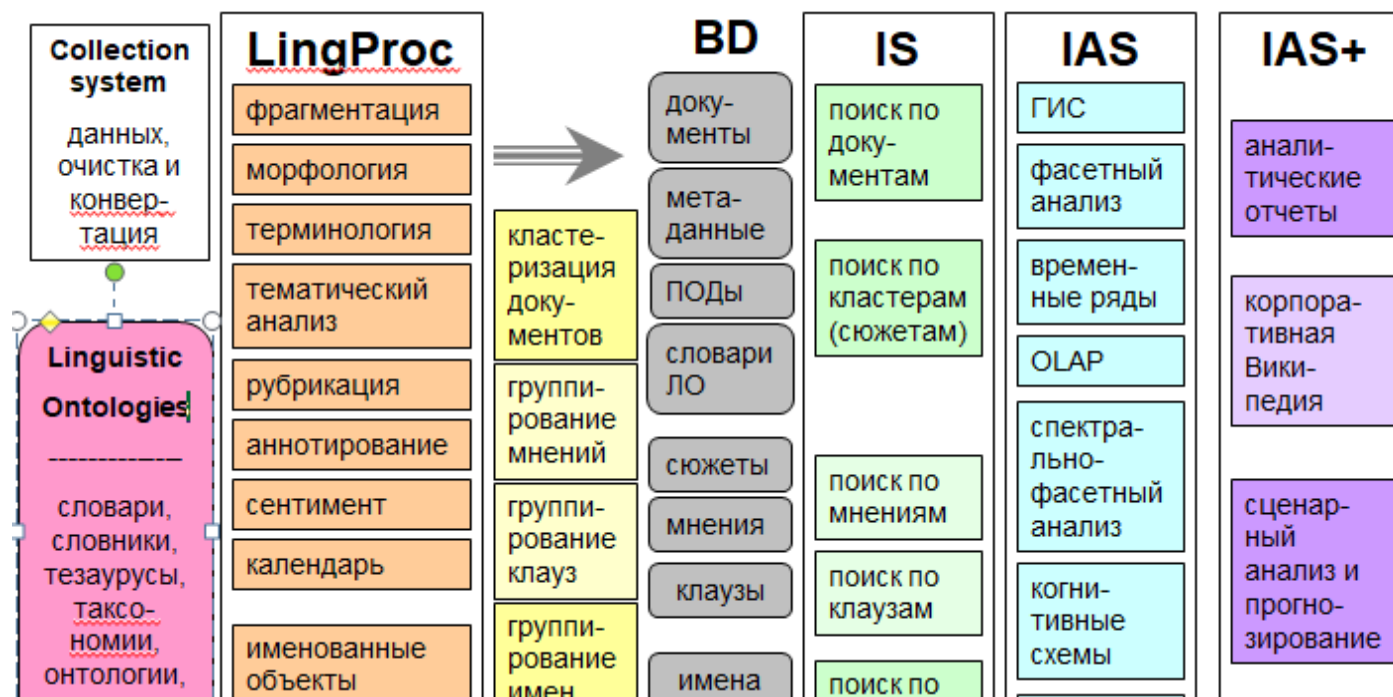 Collection
system
данных,
очистка и
конвер-
тация
Linguistic
Ontologies
--------------
словари,
словники,
тезаурусы,
таксо-
номии,
онтологии,
LingProc
фрагментация
морфология
терминология
тематический
анализ
рубрикация
аннотирование
сентимент
календарь
именованные
объекты
класте-
ризация
доку-
ментов
группи-
рование
мнений
группи-
рование
клауз
группи-
рование
имен
BD
доку-
менты
мета-
данные
ПОДы
словари
ЛО
сюжеты
мнения
клаузы
имена
IS
поиск по
доку-
ментам
поиск по
кластерам
(сюжетам)
поиск по
мнениям
поиск по
клаузам
поиск по
IAS
ГИС
фасетный
анализ
времен-
ные ряды
OLAP
спектра-
льно-
фасетный
анализ
когни-
тивные
схемы
IAS+
анали-
тические
отчеты
корпора-
тивная
Вики-
педия
сценар-
ный
анализ и
прогно-
зирование